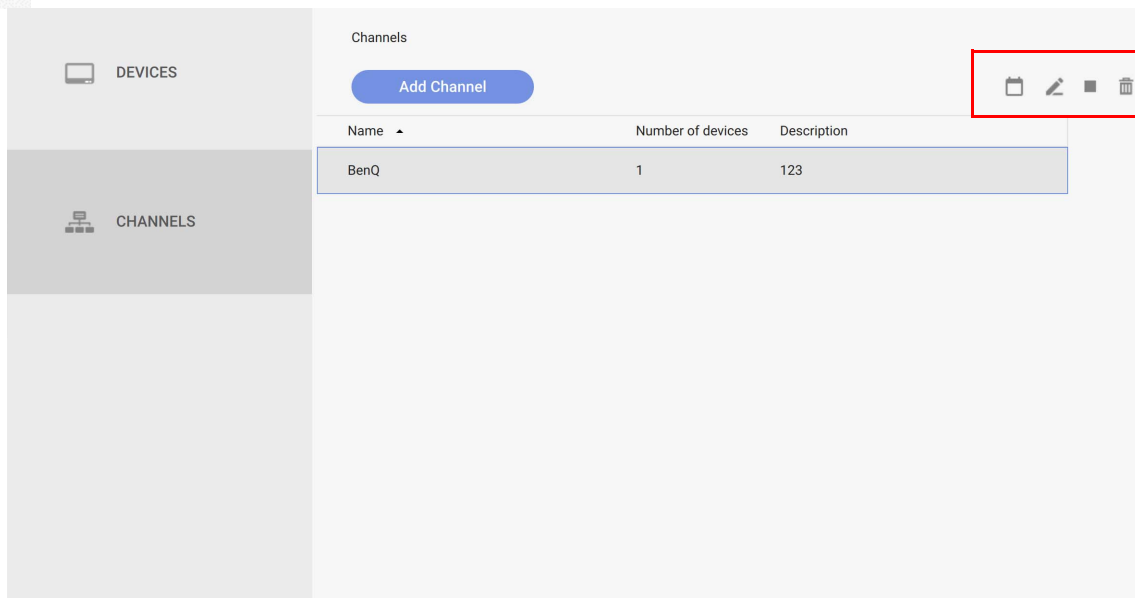 DEVICES
CHANNELS
Channels
Add Channel
Name Number of devices Description
BenQ 1 123